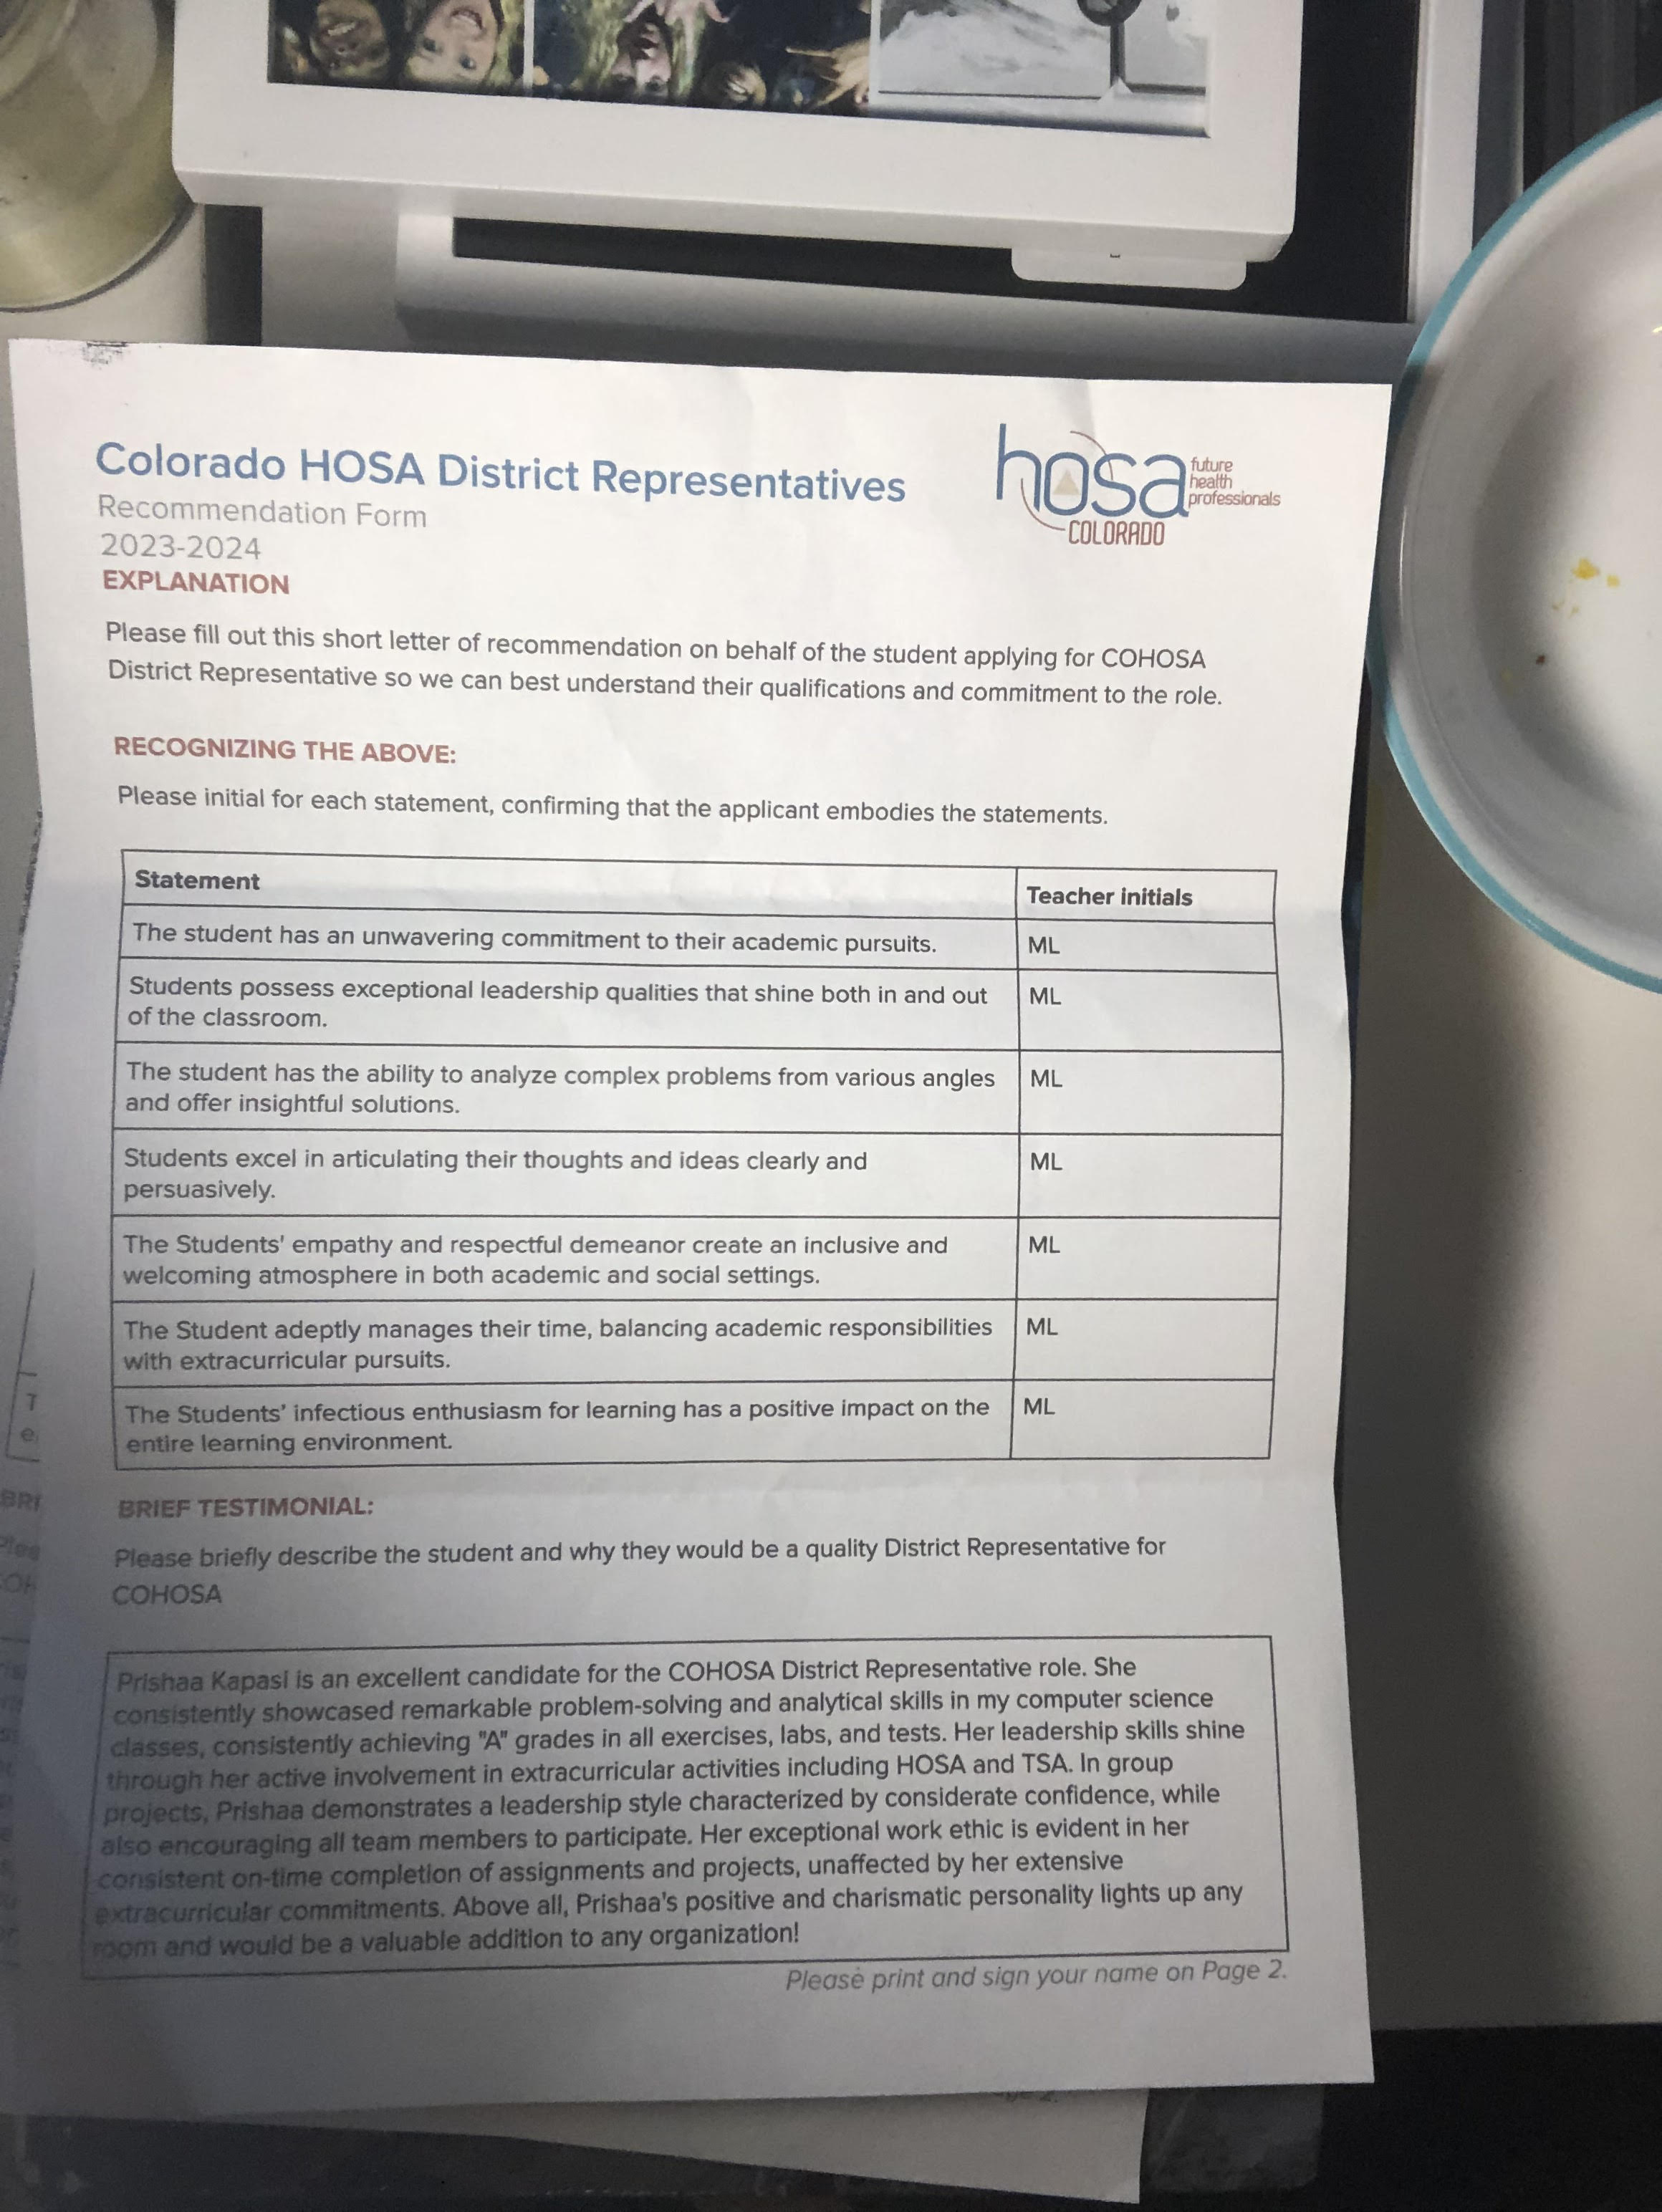 Colorado HOSA District Representatives
Recommendation Form
2023-2024
hosa
future
health
professionals
COLORADO
EXPLANATION
Please fill out this short letter of recommendation on behalf of the student applying for COHOSA
District Representative so we can best understand their qualifications and commitment to the role.
RECOGNIZING THE ABOVE:
Please initial for each statement, confirming that the applicant embodies the statements.
Statement Teacher initials
The student has an unwavering commitment to their academic pursuits. ML
Students possess exceptional leadership qualities that shine both in and out ML
of the classroom.
The student has the ability to analyze complex problems from various angles ML
and offer insightful solutions.
Students excel in articulating their thoughts and ideas clearly and ML
persuasively.
The Students' empathy and respectful demeanor create an inclusive and ML
welcoming atmosphere in both academic and social settings.
The Student adeptly manages their time, balancing academic responsibilities ML
with extracurricular pursuits.
The Students' infectious enthusiasm for learning has a positive impact on the ML
entire learning environment.
BRIEF TESTIMONIAL:
Please briefly describe the student and why they would be a quality District Representative for
COHOSA
Prishaa Kapasi is an excellent candidate for the COHOSA District Representative role. She
consistently showcased remarkable problem-solving and analytical skills in my computer science
classes, consistently achieving "A" grades in all exercises, labs, and tests. Her leadership skills shine
through her active involvement in extracurricular activities including HOSA and TSA. In group
projects, Prishaa demonstrates a leadership style characterized by considerate confidence, while
also encouraging all team members to participate. Her exceptional work ethic is evident in her
consistent on-time completion of assignments and projects, unaffected by her extensive
extracurricular commitments. Above all, Prishaa's positive and charismatic personality lights up any
room and would be a valuable addition to any organization!
Please print and sign your name on Page 2.